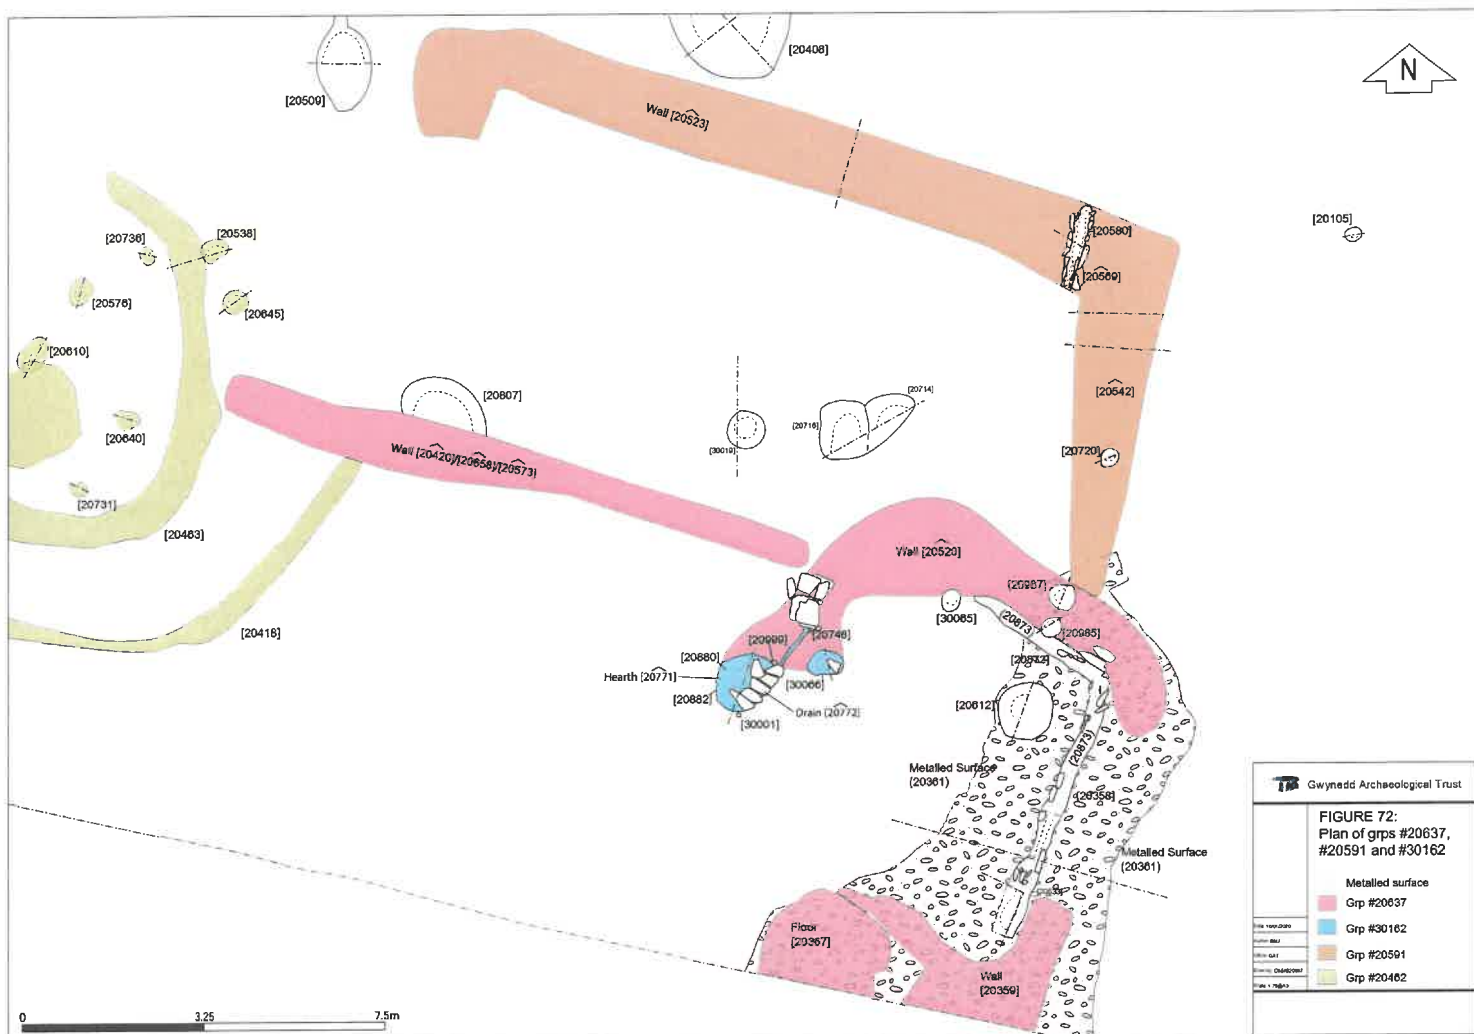 [20408]
N
[20509]
Wall [20523]
[20105]
[20736]
[20538]
[20580]
[20569]
[20576]
[20645]
[20610]
[20542]
[20607]
[20714]
[20716]
[20640]
[30019]
[20720]
Wall [20420]/[20658]/[20573]
[20731]
[20463]
Wall [20520]
[20987]
[30065]
(20873)
[20985]
[20418]
[20999]
[20746]
[20880]
Hearth [20771]
[30066]
[20882]
Drain [20772]
[30001]
[20612]
(20873)
Metalled Surface
(20361)
(20358)
Metalled Surface
(20361)
Floor
[20367]
Wall
[20359]
0 3.25 7.5m
Gwynedd Archaeological Trust
FIGURE 72:
Plan of grps #20637,
#20591 and #30162
Metalled surface
Grp #20637
Grp #30162
Grp #20591
Grp #20462